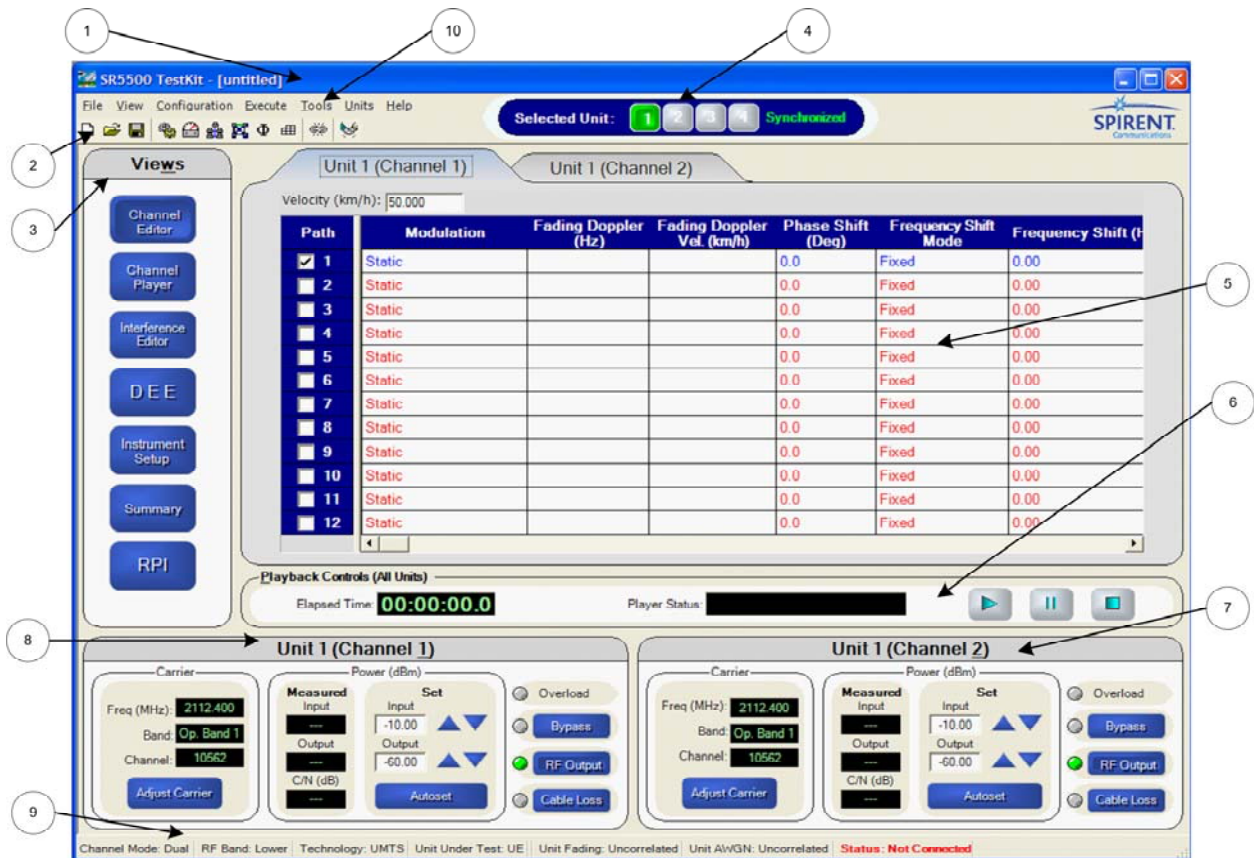 1
10
4
SR5500 TestKit - [untitled]
File View Configuration Execute Tools Units Help
Selected Unit: 1 2 3 4 Synchronized
SPIRENT
Communications
2
Views
Unit 1 (Channel 1)
Unit 1 (Channel 2)
3
Velocity (km/h): 50.000
Channel Editor
Channel Player
Interference Editor
DEE
Instrument Setup
Summary
RPI
Path Modulation Fading Doppler (Hz) Fading Doppler Vel. (km/h) Phase Shift (Deg) Frequency Shift Mode Frequency Shift (H
1 Static 0.0 Fixed 0.00
2 Static 0.0 Fixed 0.00
3 Static 0.0 Fixed 0.00
4 Static 0.0 Fixed 0.00
5 Static 0.0 Fixed 0.00
6 Static 0.0 Fixed 0.00
7 Static 0.0 Fixed 0.00
8 Static 0.0 Fixed 0.00
9 Static 0.0 Fixed 0.00
10 Static 0.0 Fixed 0.00
11 Static 0.0 Fixed 0.00
12 Static 0.0 Fixed 0.00
5
6
Playback Controls (All Units)
Elapsed Time: 00:00:00.0
Player Status:
7
8
Unit 1 (Channel 1)
Carrier
Freq (MHz): 2112.400
Band: Op. Band 1
Channel: 10562
Adjust Carrier
Power (dBm)
Measured
Input
---
Output
---
C/N (dB)
---
Set
Input
-10.00
Output
-60.00
Autoset
Overload
Bypass
RF Output
Cable Loss
Unit 1 (Channel 2)
Carrier
Freq (MHz): 2112.400
Band: Op. Band 1
Channel: 10562
Adjust Carrier
Power (dBm)
Measured
Input
---
Output
---
C/N (dB)
---
Set
Input
-10.00
Output
-60.00
Autoset
Overload
Bypass
RF Output
Cable Loss
9
Channel Mode: Dual RF Band: Lower Technology: UMTS Unit Under Test: UE Unit Fading: Uncorrelated Unit AWGN: Uncorrelated Status: Not Connected